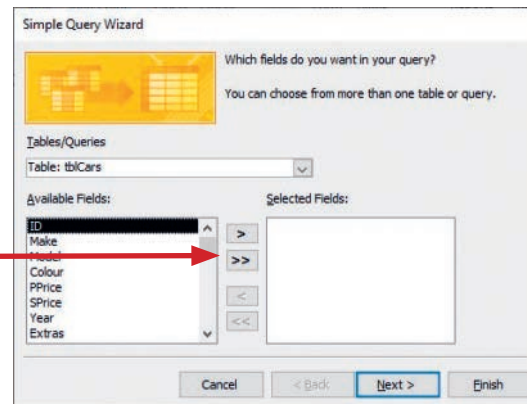 Simple Query Wizard
Which fields do you want in your query?
You can choose from more than one table or query.
Tables/Queries
Table: tblCars
Available Fields:
Selected Fields:
ID
Make
Model
Colour
PPrice
SPrice
Year
Extras
>
>>
<
<<
Cancel
< Back
Next >
Finish